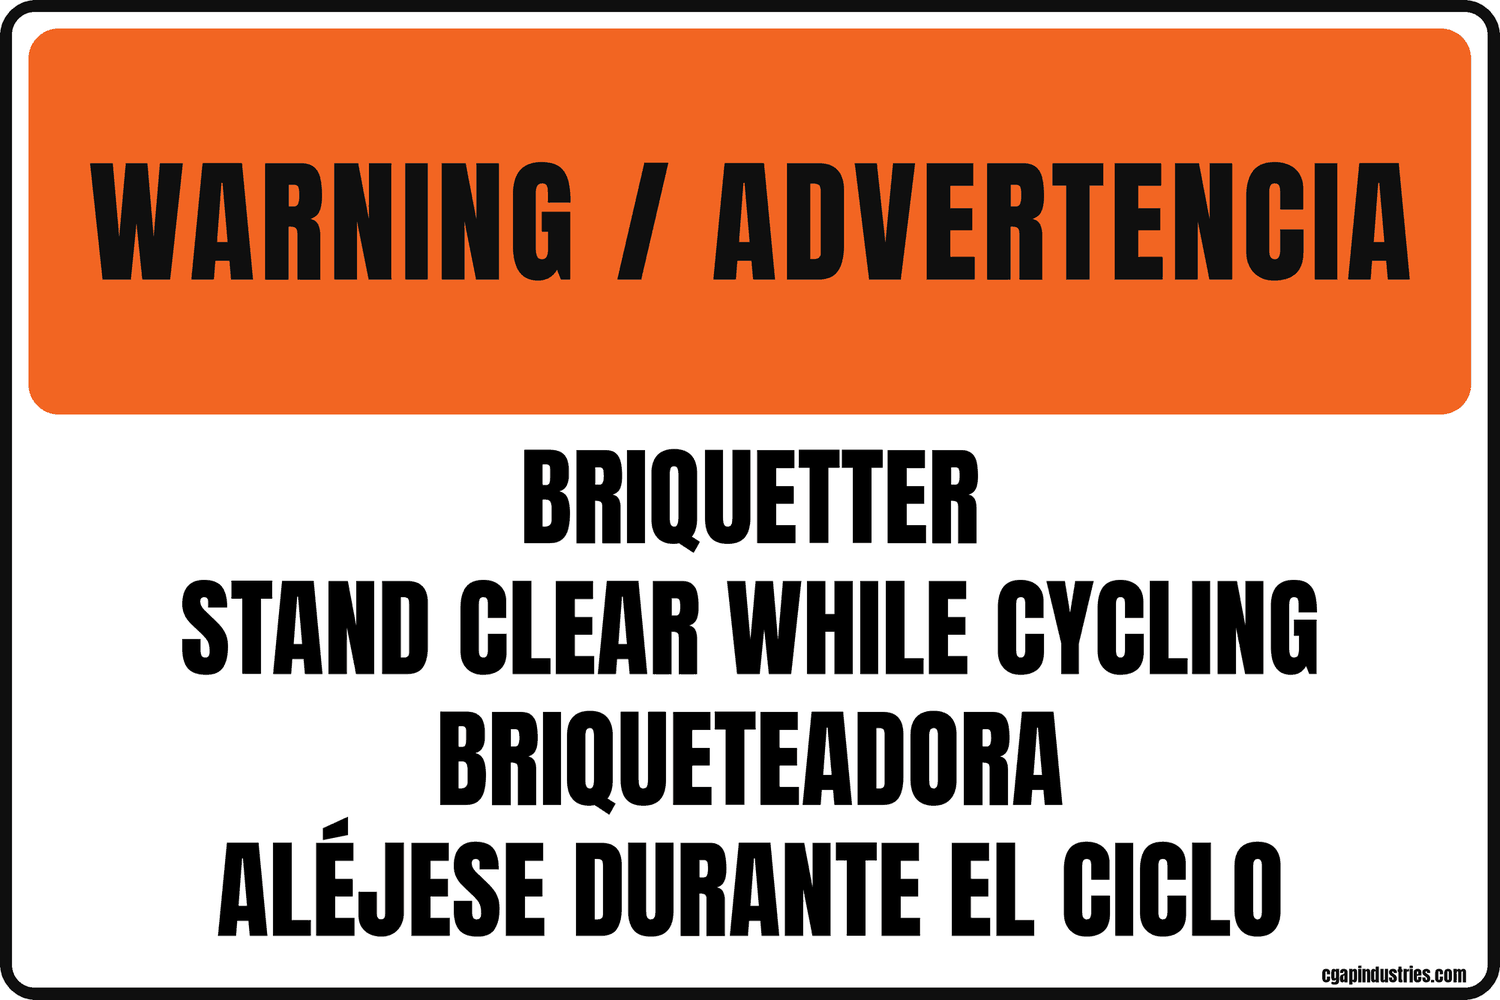 WARNING / ADVERTENCIA
BRIQUETTER
STAND CLEAR WHILE CYCLING
BRIQUETEADORA
ALÉJESE DURANTE EL CICLO
cgapindustries.com